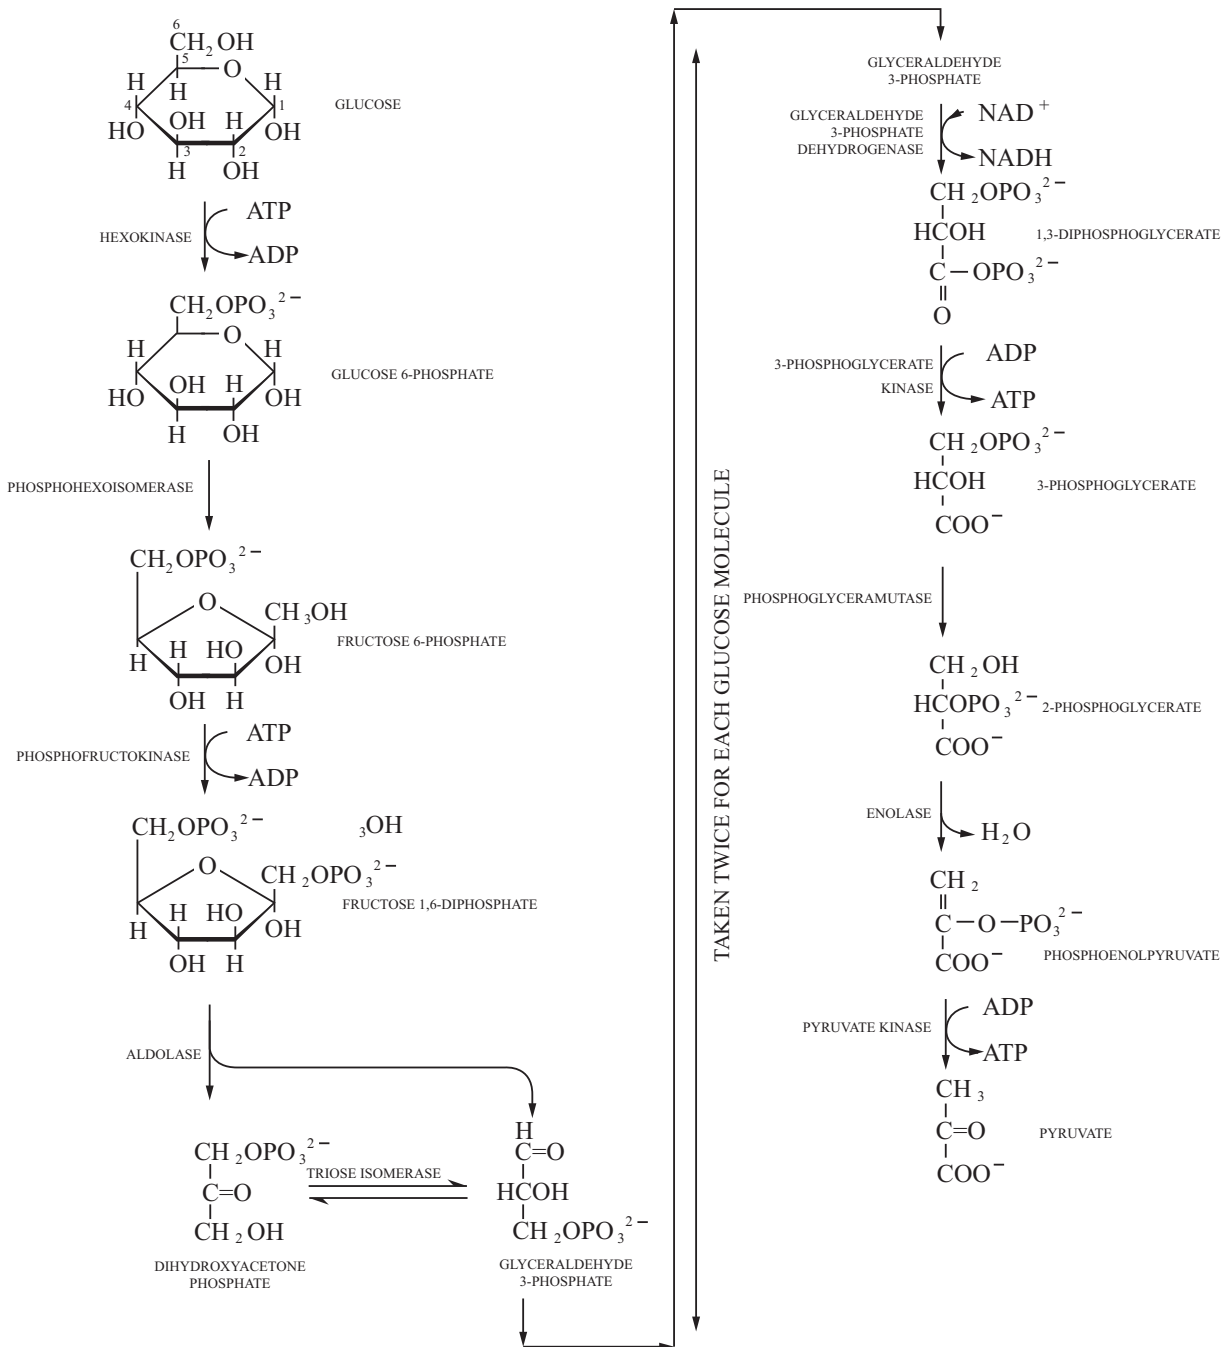 6
CH2OH
5
O
H
H
H
4
1
OH
H
HO
OH
3
2
H
OH
GLUCOSE
ATP
HEXOKINASE
ADP
CH2OPO3 2−
O
H
H
OH
H
HO
OH
H
OH
GLUCOSE 6-PHOSPHATE
PHOSPHOHEXOISOMERASE
CH2OPO3 2−
O
CH3OH
H
HO
H
OH
OH
H
FRUCTOSE 6-PHOSPHATE
ATP
PHOSPHOFRUCTOKINASE
ADP
CH2OPO3 2−
3OH
O
CH2OPO3 2−
H
HO
H
OH
OH
H
FRUCTOSE 1,6-DIPHOSPHATE
ALDOLASE
CH2OPO3 2−
C=O
CH2OH
DIHYDROXYACETONE
PHOSPHATE
TRIOSE ISOMERASE
H
C=O
HCOH
CH2OPO3 2−
GLYCERALDEHYDE
3-PHOSPHATE
TAKEN TWICE FOR EACH GLUCOSE MOLECULE
GLYCERALDEHYDE
3-PHOSPHATE
GLYCERALDEHYDE
3-PHOSPHATE
DEHYDROGENASE
NAD+
NADH
CH2OPO3 2−
HCOH
C—OPO3 2−
O
1,3-DIPHOSPHOGLYCERATE
3-PHOSPHOGLYCERATE
KINASE
ADP
ATP
CH2OPO3 2−
HCOH
COO−
3-PHOSPHOGLYCERATE
PHOSPHOGLYCERAMUTASE
CH2OH
HCOPO3 2−
COO−
2-PHOSPHOGLYCERATE
ENOLASE
H2O
CH2
C—O—PO3 2−
COO−
PHOSPHOENOLPYRUVATE
ADP
PYRUVATE KINASE
ATP
CH3
C=O
COO−
PYRUVATE